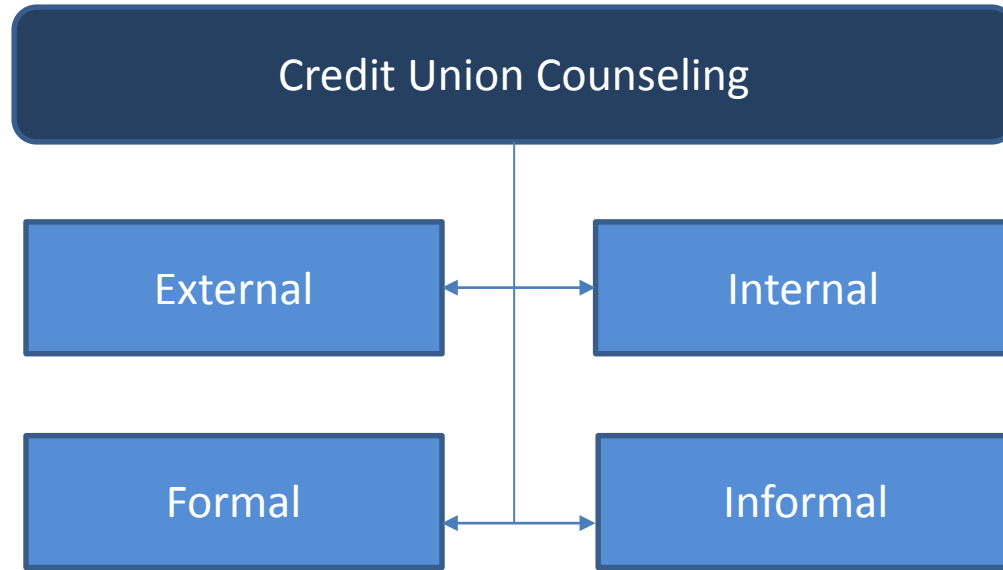 Credit Union Counseling
External
Internal
Formal
Informal